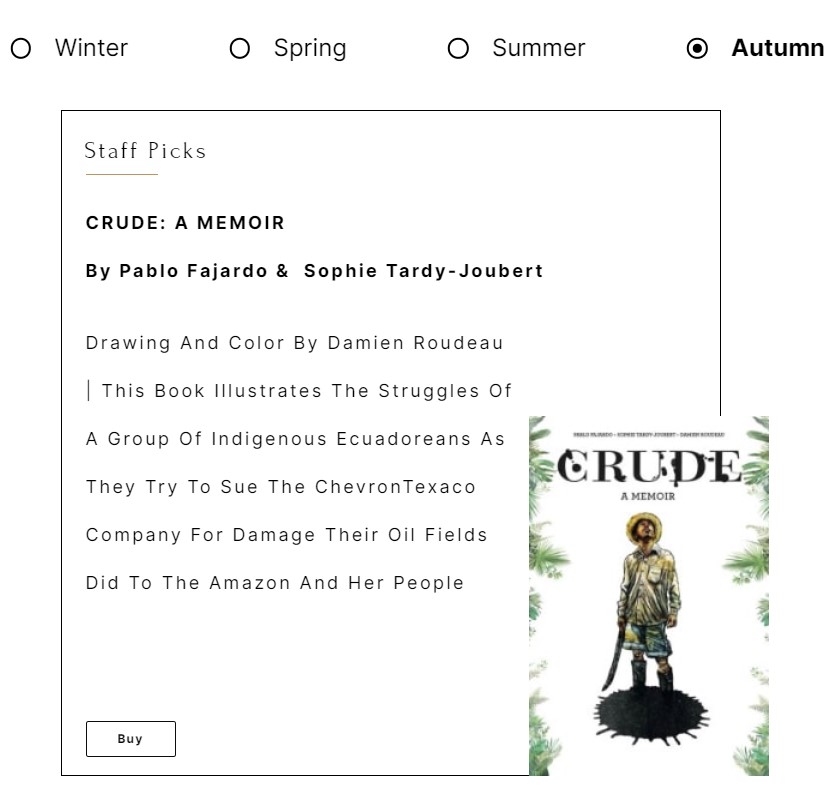 Winter
Spring
Summer
Autumn
Staff Picks
CRUDE: A MEMOIR
By Pablo Fajardo & Sophie Tardy-Joubert
Drawing And Color By Damien Roudeau
| This Book Illustrates The Struggles Of
A Group Of Indigenous Ecuadoreans As
They Try To Sue The ChevronTexaco
Company For Damage Their Oil Fields
Did To The Amazon And Her People
Buy
PABLO FAJARDO - SOPHIE TARDY-JOUBERT - DAMIEN ROUDEAU
CRUDE
A MEMOIR